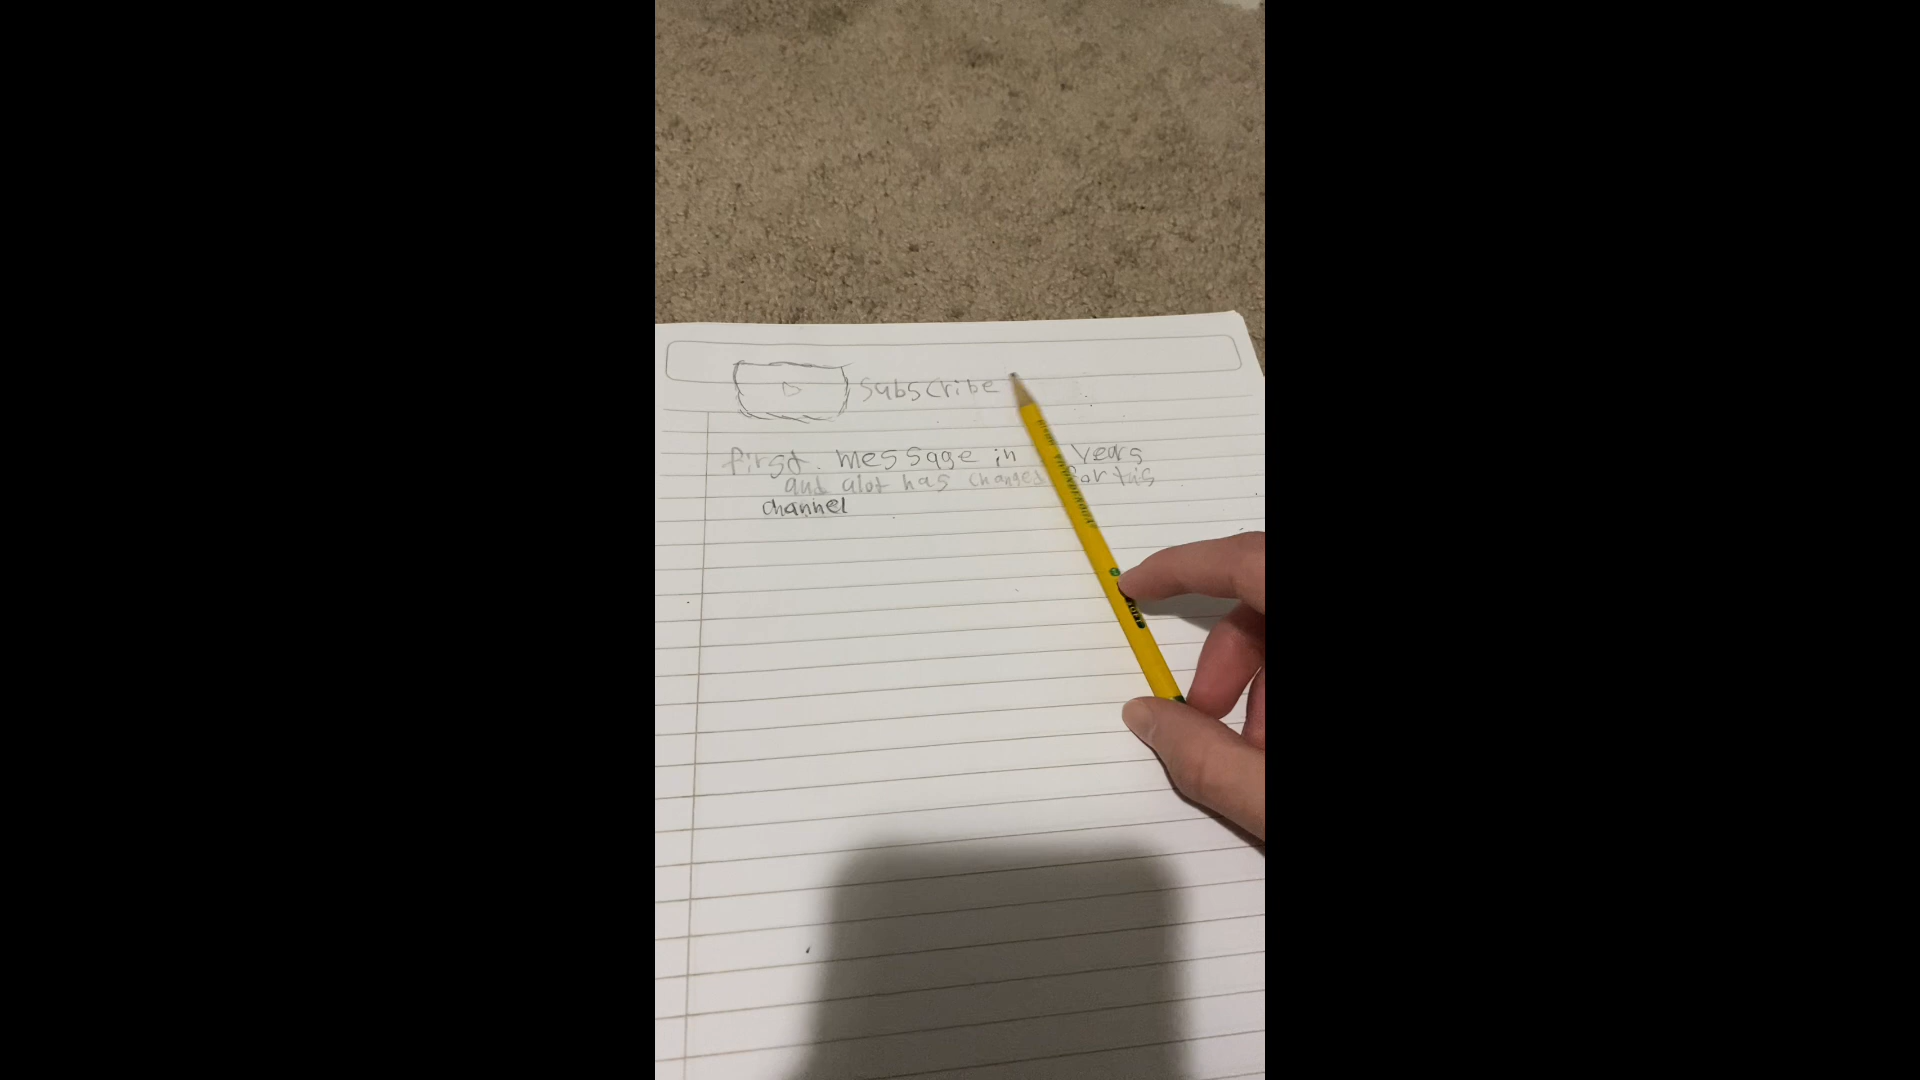 Subscribe
first. message in years
and alot has changed for this
channel